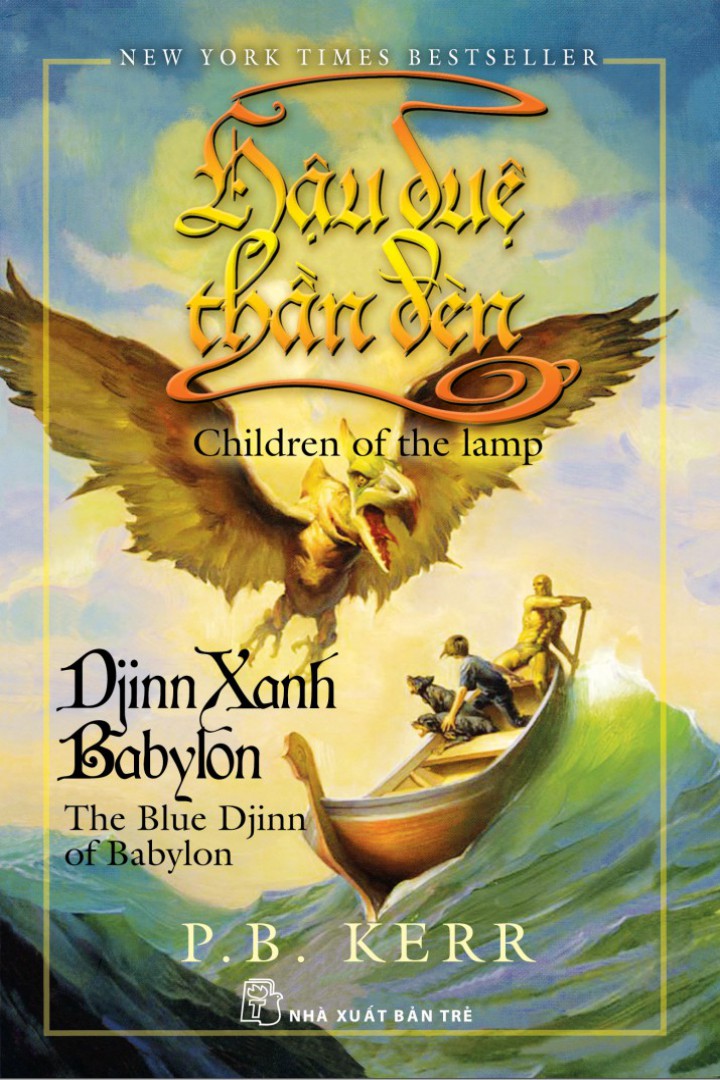 NEW YORK TIMES BESTSELLER
Hậu duệ
thần đèn
Children of the lamp
Djinn Xanh
Babylon
The Blue Djinn
of Babylon
P.B. KERR
NHÀ XUẤT BẢN TRẺ